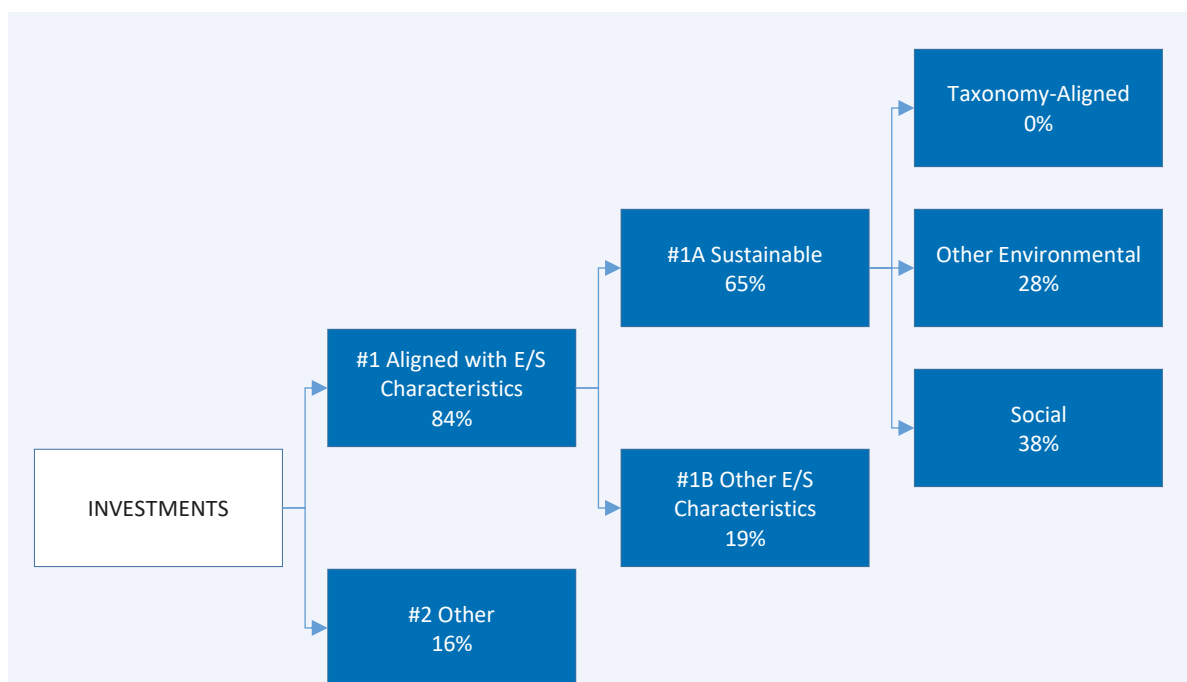 INVESTMENTS
#1 Aligned with E/S
Characteristics
84%
#2 Other
16%
#1A Sustainable
65%
#1B Other E/S
Characteristics
19%
Taxonomy-Aligned
0%
Other Environmental
28%
Social
38%